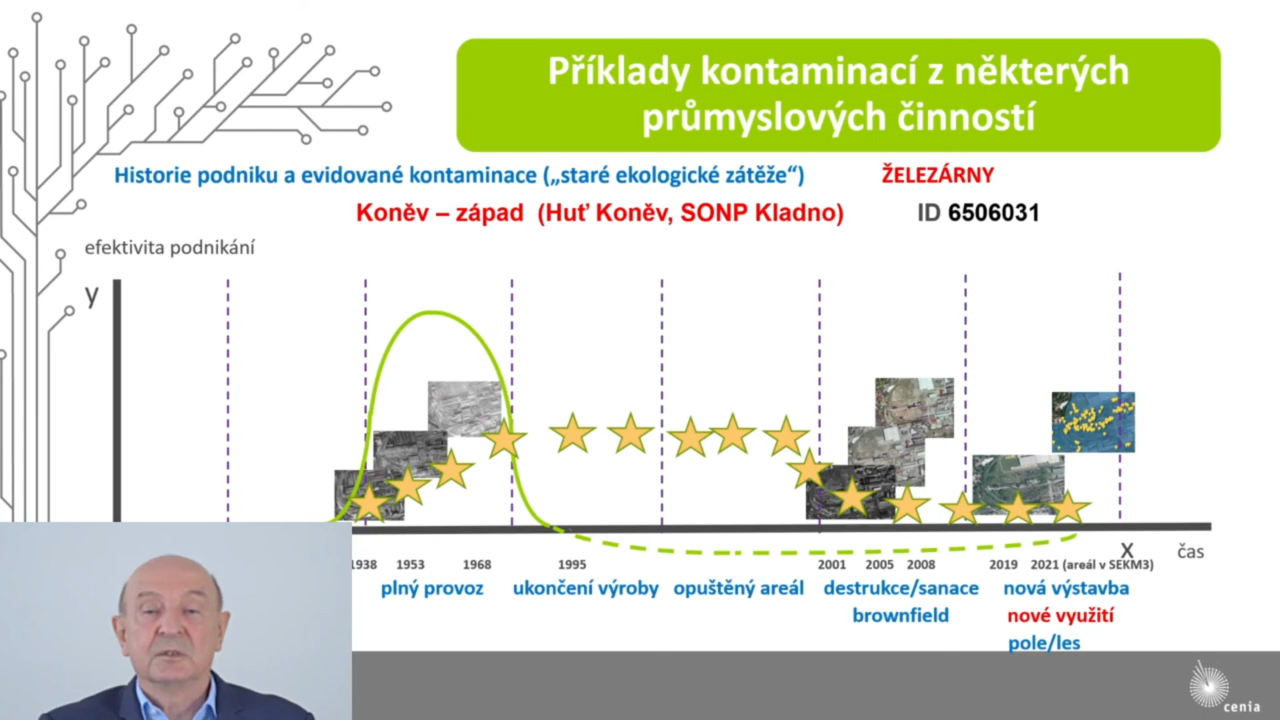 Příklady kontaminací z některých
průmyslových činností
Historie podniku a evidované kontaminace („staré ekologické zátěže“) ŽELEZÁRNY
Koněv – západ (Huť Koněv, SONP Kladno) ID 6506031
efektivita podnikání
y
x
čas
1938 1953 1968 1995 2001 2005 2008 2019 2021 (areál v SEKM3)
plný provoz ukončení výroby opuštěný areál destrukce/sanace nová výstavba
brownfield nové využití
pole/les
cenia